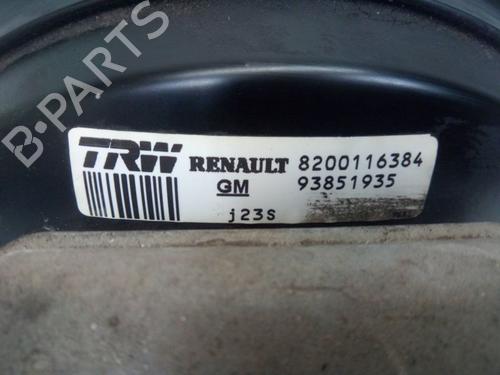 B-PARTS
TRW RENAULT 8200116384
GM 93851935
j23S